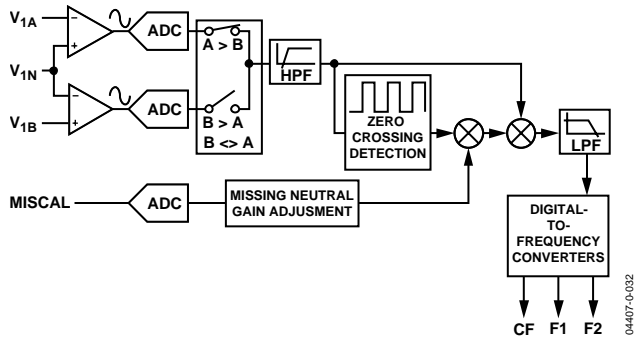 V1A
V1N
V1B
− +
− +
ADC
ADC
A > B
B > A
B <> A
HPF
ZERO
CROSSING
DETECTION
LPF
MISCAL
ADC
MISSING NEUTRAL
GAIN ADJUSMENT
DIGITAL-
TO-
FREQUENCY
CONVERTERS
CF F1 F2
04407-0-032